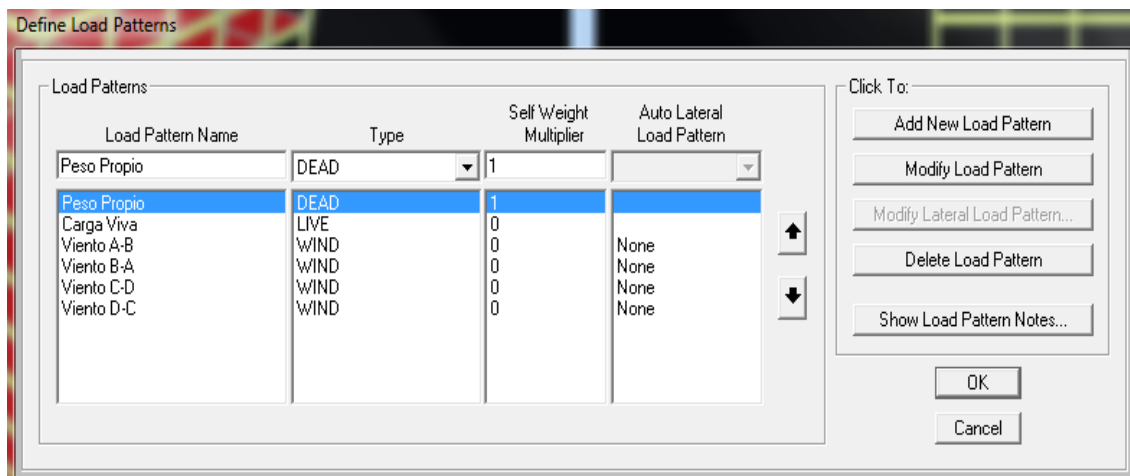 Define Load Patterns
Load Patterns
Click To:
Load Pattern Name Type Self Weight Multiplier Auto Lateral Load Pattern
Peso Propio DEAD 1
Peso Propio DEAD 1
Carga Viva LIVE 0
Viento A-B WIND 0 None
Viento B-A WIND 0 None
Viento C-D WIND 0 None
Viento D-C WIND 0 None
Add New Load Pattern
Modify Load Pattern
Modify Lateral Load Pattern...
Delete Load Pattern
Show Load Pattern Notes...
OK
Cancel